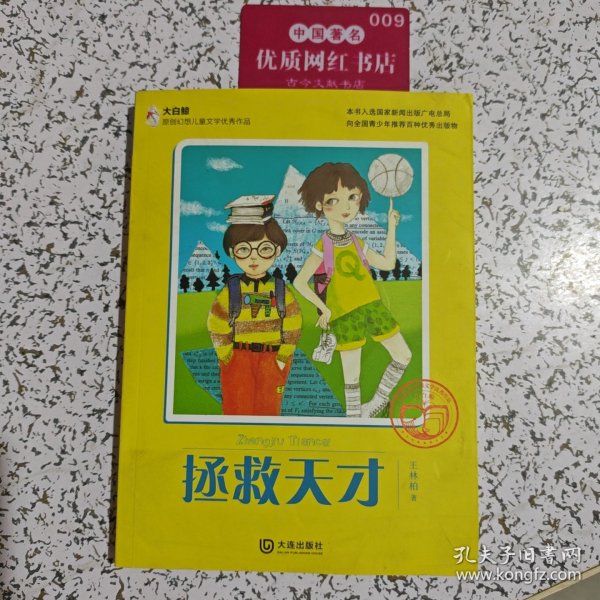 009
中国著名
优质网红书店
古今文献书店
大白鲸
原创幻想儿童文学优秀作品
本书入选国家新闻出版广电总局
向全国青少年推荐百种优秀出版物
Q
Zhengjiu Tiancai
拯救天才
王林柏 著
大连出版社
DALIAN PUBLISHING HOUSE
孔夫子旧书网
www.kongfz.com